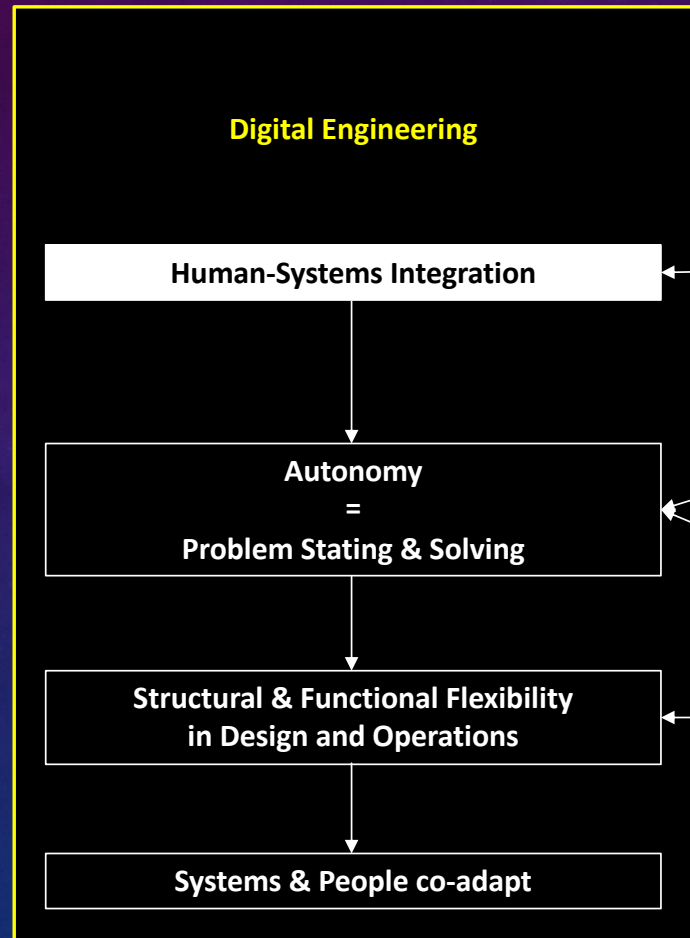 Digital Engineering
Human-Systems Integration
Autonomy
=
Problem Stating & Solving
Structural & Functional Flexibility
in Design and Operations
Systems & People co-adapt